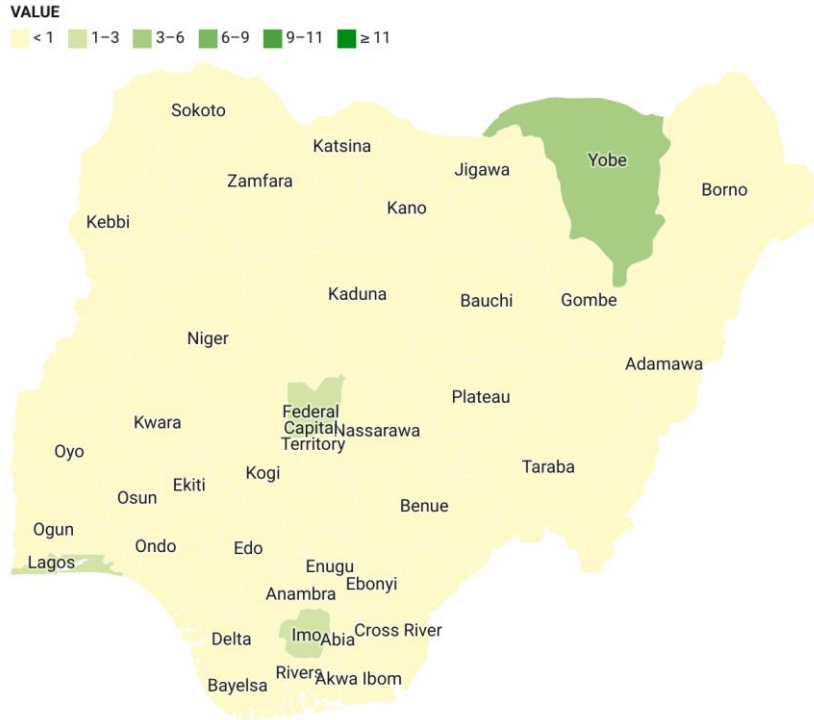 VALUE
< 1 1–3 3–6 6–9 9–11 ≥ 11
Sokoto
Katsina
Yobe
Jigawa
Zamfara
Borno
Kano
Kebbi
Kaduna
Bauchi
Gombe
Niger
Adamawa
Plateau
Federal
Capital
Territory
Nassarawa
Kwara
Oyo
Taraba
Kogi
Ekiti
Osun
Benue
Ogun
Ondo
Edo
Lagos
Enugu
Ebonyi
Anambra
Cross River
Imo
Abia
Delta
Rivers
Akwa Ibom
Bayelsa